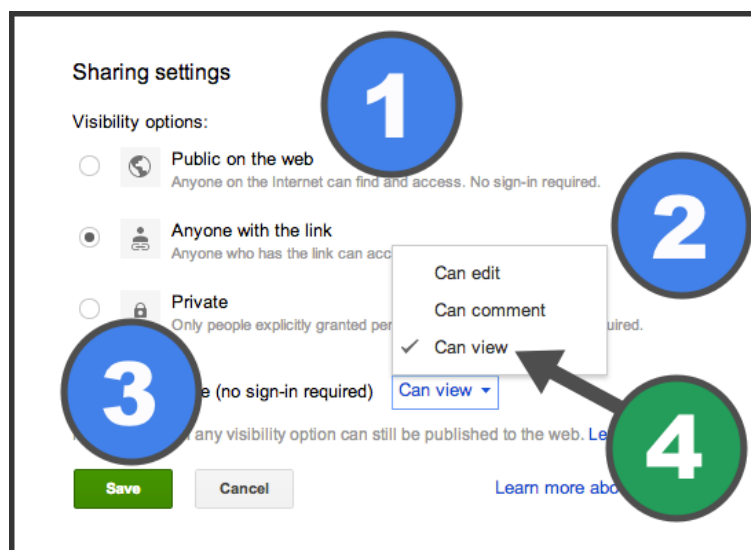 Sharing settings
1
Visibility options:
Public on the web
Anyone on the Internet can find and access. No sign-in required.
2
Anyone with the link
Anyone who has the link can acc
Can edit
Can comment
Can view
Private
Only people explicitly granted per ired.
3
e (no sign-in required) Can view
any visibility option can still be published to the web. Le
4
Save
Cancel
Learn more abo